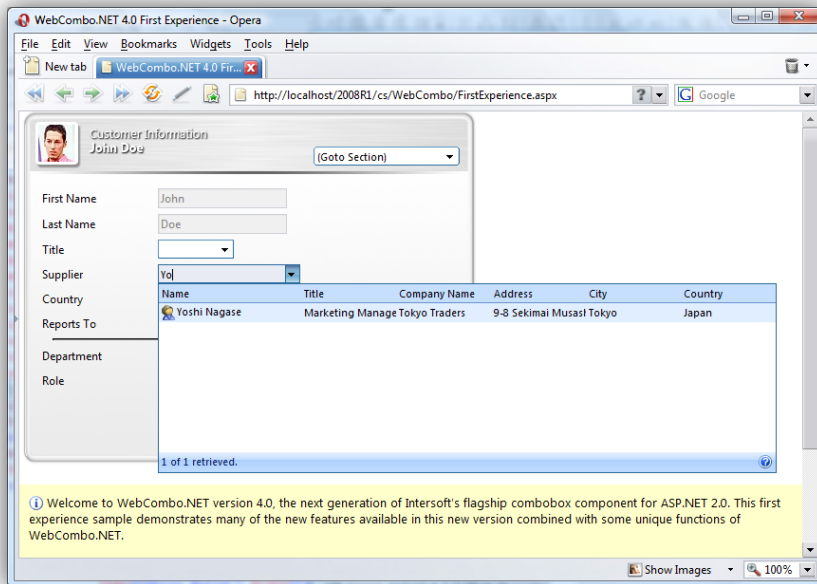 WebCombo.NET 4.0 First Experience - Opera
File Edit View Bookmarks Widgets Tools Help
New tab WebCombo.NET 4.0 Fir...
http://localhost/2008R1/cs/WebCombo/FirstExperience.aspx ? G Google
Customer Information
John Doe
(Goto Section)
First Name John
Last Name Doe
Title
Supplier Yo
Name Title Company Name Address City Country
Yoshi Nagase Marketing Manage Tokyo Traders 9-8 Sekimai Musash Tokyo Japan
Country
Reports To
Department
Role
1 of 1 retrieved. ?
Welcome to WebCombo.NET version 4.0, the next generation of Intersoft's flagship combobox component for ASP.NET 2.0. This first
experience sample demonstrates many of the new features available in this new version combined with some unique functions of
WebCombo.NET.
Show Images 100%